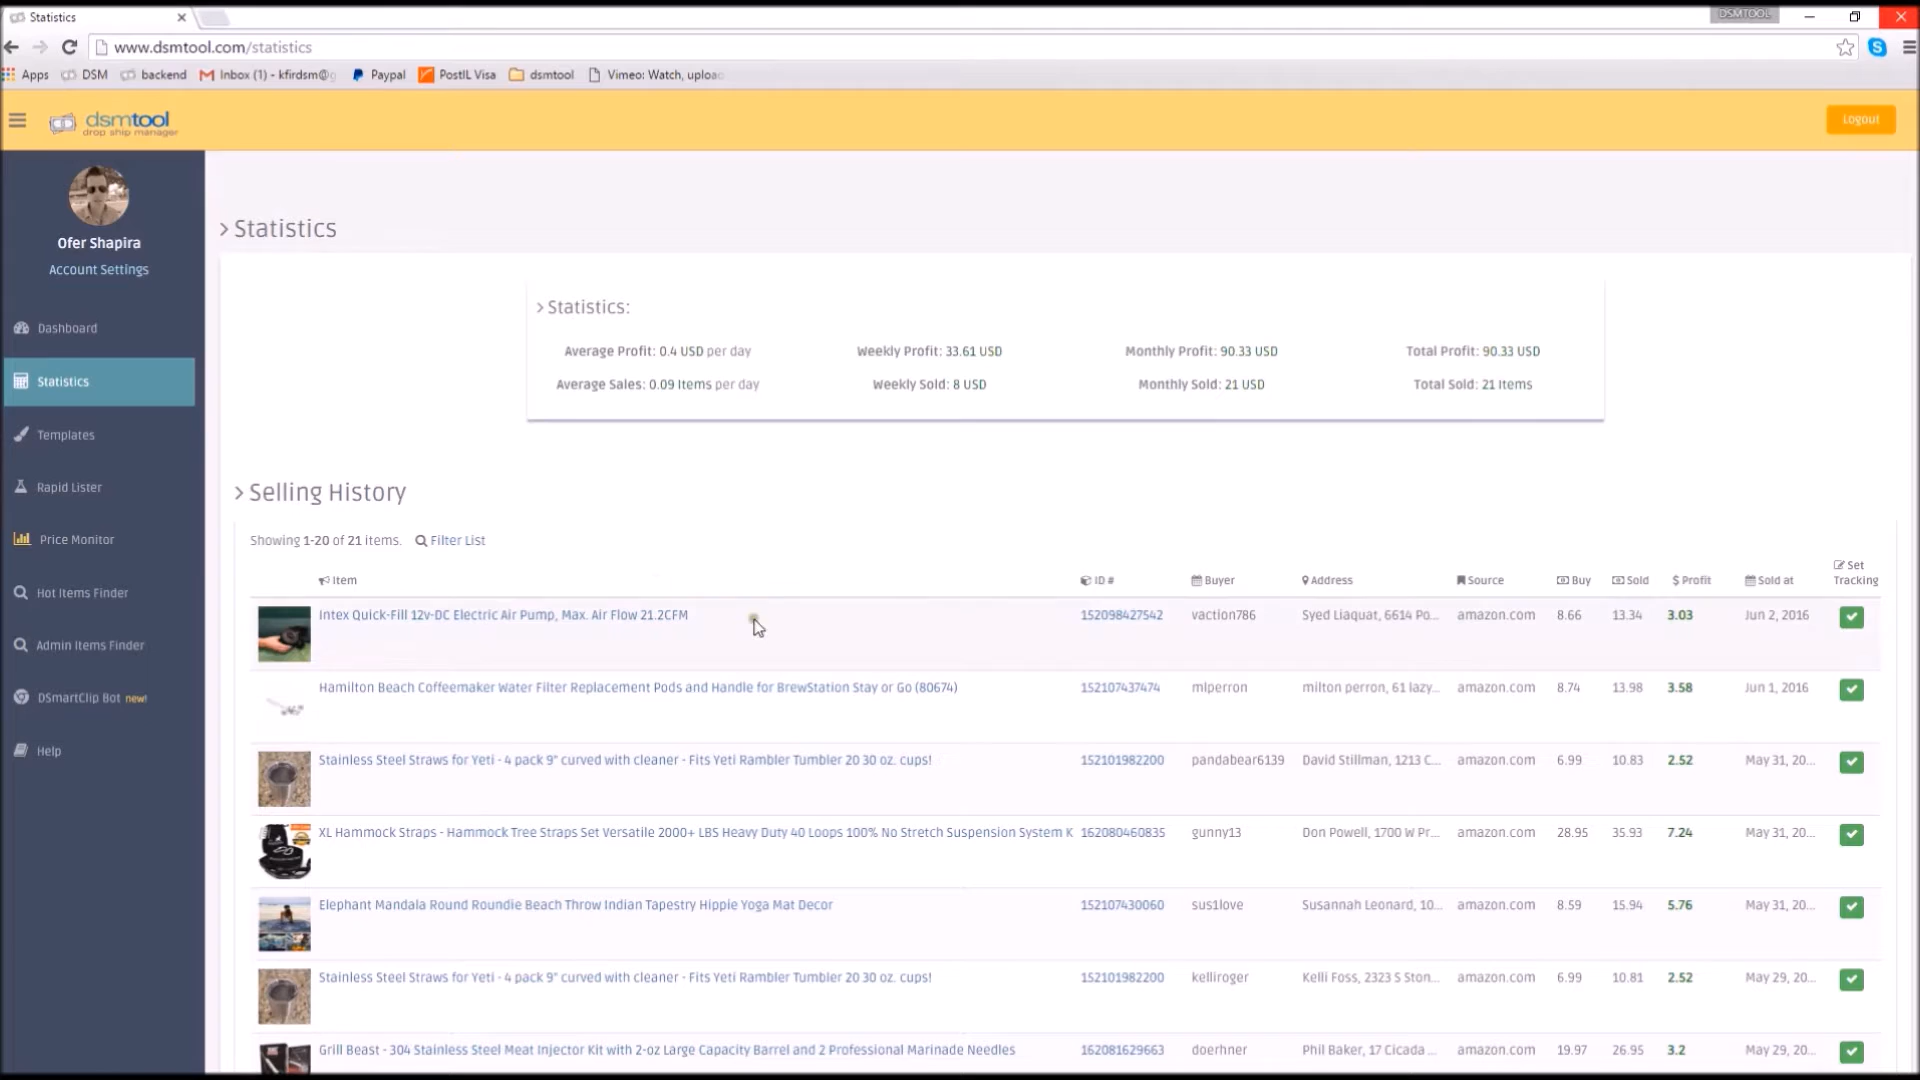 Statistics
DSMTOOL
www.dsmtool.com/statistics
Apps DSM backend Inbox (1) - kfirdsm@ Paypal PostIL Visa dsmtool Vimeo: Watch, uploa
dsmtool
drop ship manager
Logout
Ofer Shapira
Account Settings
Dashboard
Statistics
Templates
Rapid Lister
Price Monitor
Hot Items Finder
Admin Items Finder
DSmartClip Bot new!
Help
> Statistics
> Statistics:
Average Profit: 0.4 USD per day Weekly Profit: 33.61 USD Monthly Profit: 90.33 USD Total Profit: 90.33 USD
Average Sales: 0.09 Items per day Weekly Sold: 8 USD Monthly Sold: 21 USD Total Sold: 21 Items
> Selling History
Showing 1-20 of 21 items. Filter List
Item ID # Buyer Address Source Buy Sold $ Profit Sold at Set Tracking
Intex Quick-Fill 12v-DC Electric Air Pump, Max. Air Flow 21.2CFM 152098427542 vaction786 Syed Liaquat, 6614 Po... amazon.com 8.66 13.34 3.03 Jun 2, 2016
Hamilton Beach Coffeemaker Water Filter Replacement Pods and Handle for BrewStation Stay or Go (80674) 152107437474 mlperron milton perron, 61 lazy... amazon.com 8.74 13.98 3.58 Jun 1, 2016
Stainless Steel Straws for Yeti - 4 pack 9" curved with cleaner - Fits Yeti Rambler Tumbler 20 30 oz. cups! 152101982200 pandabear6139 David Stillman, 1213 C... amazon.com 6.99 10.83 2.52 May 31, 20...
XL Hammock Straps - Hammock Tree Straps Set Versatile 2000+ LBS Heavy Duty 40 Loops 100% No Stretch Suspension System K 162080460835 gunny13 Don Powell, 1700 W Pr... amazon.com 28.95 35.93 7.24 May 31, 20...
Elephant Mandala Round Roundie Beach Throw Indian Tapestry Hippie Yoga Mat Decor 152107430060 sus1love Susannah Leonard, 10... amazon.com 8.59 15.94 5.76 May 31, 20...
Stainless Steel Straws for Yeti - 4 pack 9" curved with cleaner - Fits Yeti Rambler Tumbler 20 30 oz. cups! 152101982200 kelliroger Kelli Foss, 2323 S Ston... amazon.com 6.99 10.81 2.52 May 29, 20...
Grill Beast - 304 Stainless Steel Meat Injector Kit with 2-oz Large Capacity Barrel and 2 Professional Marinade Needles 162081629663 doerhner Phil Baker, 17 Cicada ... amazon.com 19.97 26.95 3.2 May 29, 20...